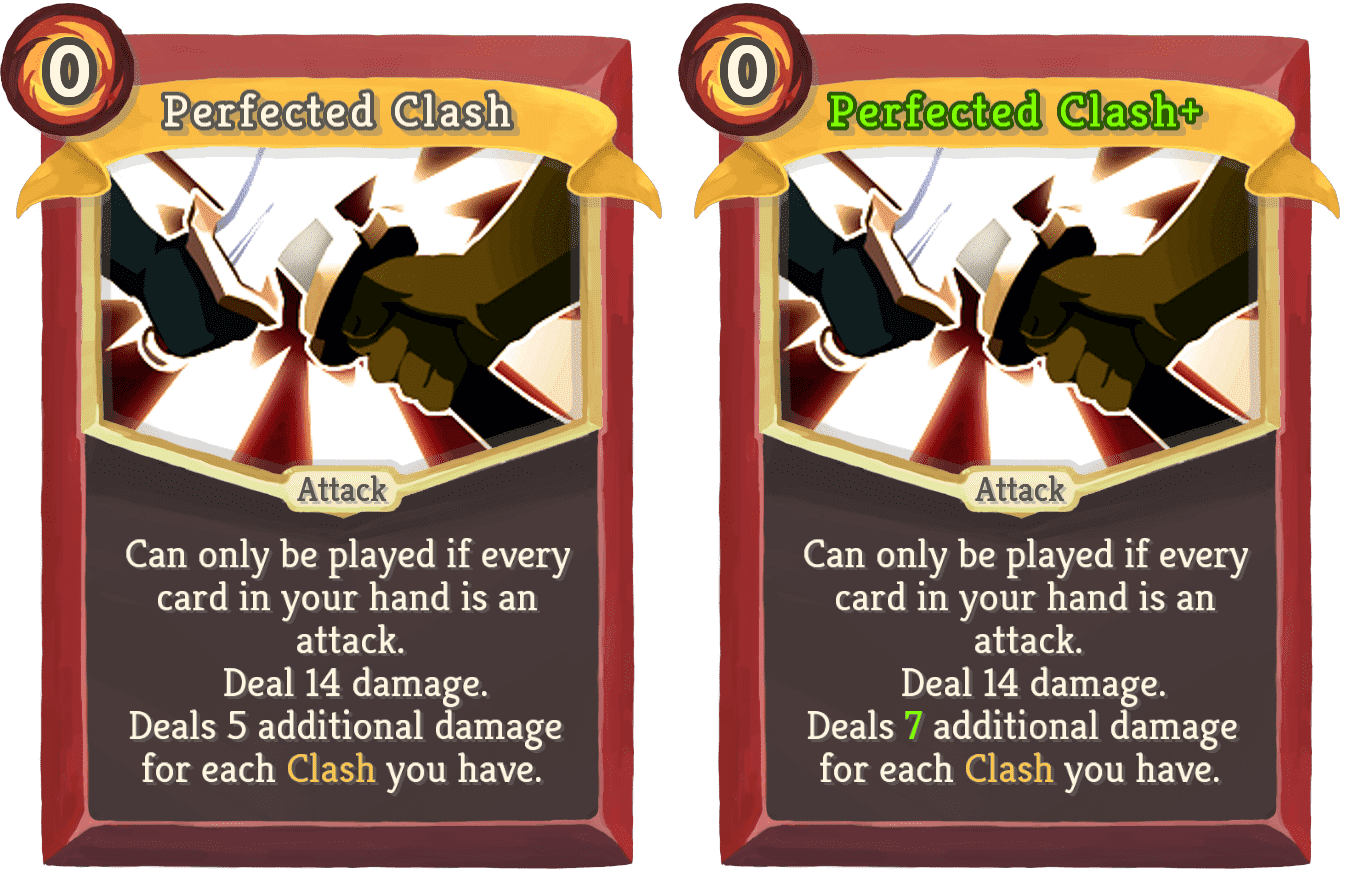 0
Perfected Clash
Attack
Can only be played if every
card in your hand is an
attack.
Deal 14 damage.
Deals 5 additional damage
for each Clash you have.
0
Perfected Clash+
Attack
Can only be played if every
card in your hand is an
attack.
Deal 14 damage.
Deals 7 additional damage
for each Clash you have.